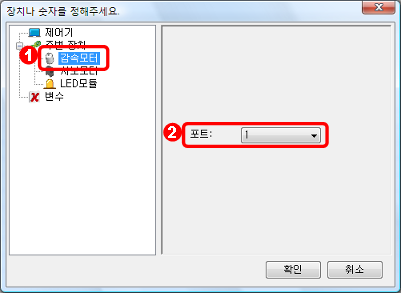 장치나 숫자를 정해주세요.
제어기
주변 장치
1
감속모터
서보모터
LED모듈
변수
2 포트: 1
확인 취소